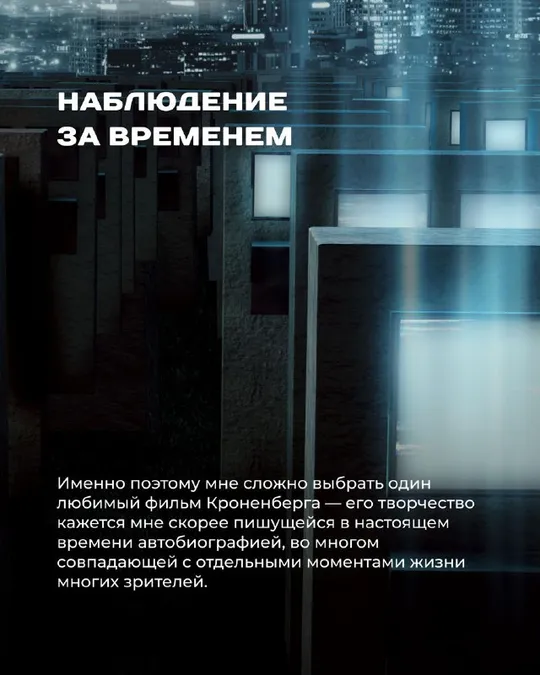 НАБЛЮДЕНИЕ
ЗА ВРЕМЕНЕМ
Именно поэтому мне сложно выбрать один
любимый фильм Кроненберга — его творчество
кажется мне скорее пишущейся в настоящем
времени автобиографией, во многом
совпадающей с отдельными моментами жизни
многих зрителей.